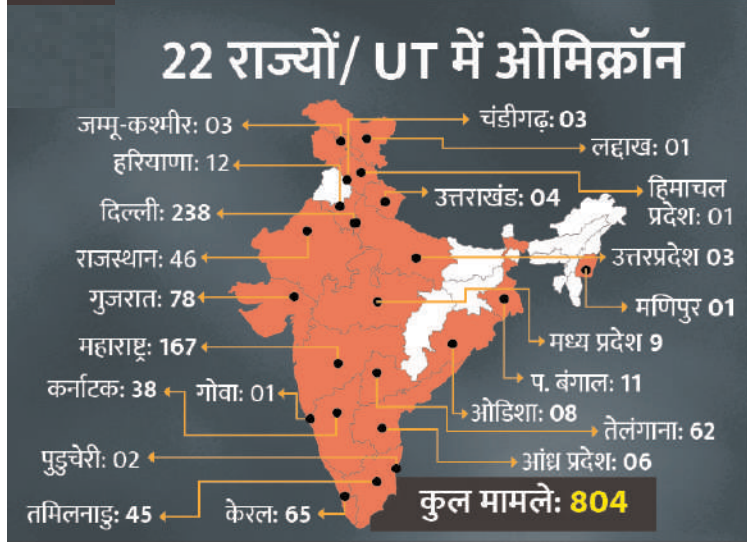 22 राज्यों/ UT में ओमिक्रॉन
जम्मू-कश्मीर: 03
चंडीगढ़: 03
लद्दाख: 01
हरियाणा: 12
हिमाचल
प्रदेश: 01
उत्तराखंड: 04
दिल्ली: 238
राजस्थान: 46
उत्तरप्रदेश 03
गुजरात: 78
मणिपुर 01
महाराष्ट्र: 167
मध्य प्रदेश 9
कर्नाटक: 38
गोवा: 01
प. बंगाल: 11
ओडिशा: 08
तेलंगाना: 62
पुडुचेरी: 02
आंध्र प्रदेश: 06
तमिलनाडु: 45
केरल: 65
कुल मामले: 804